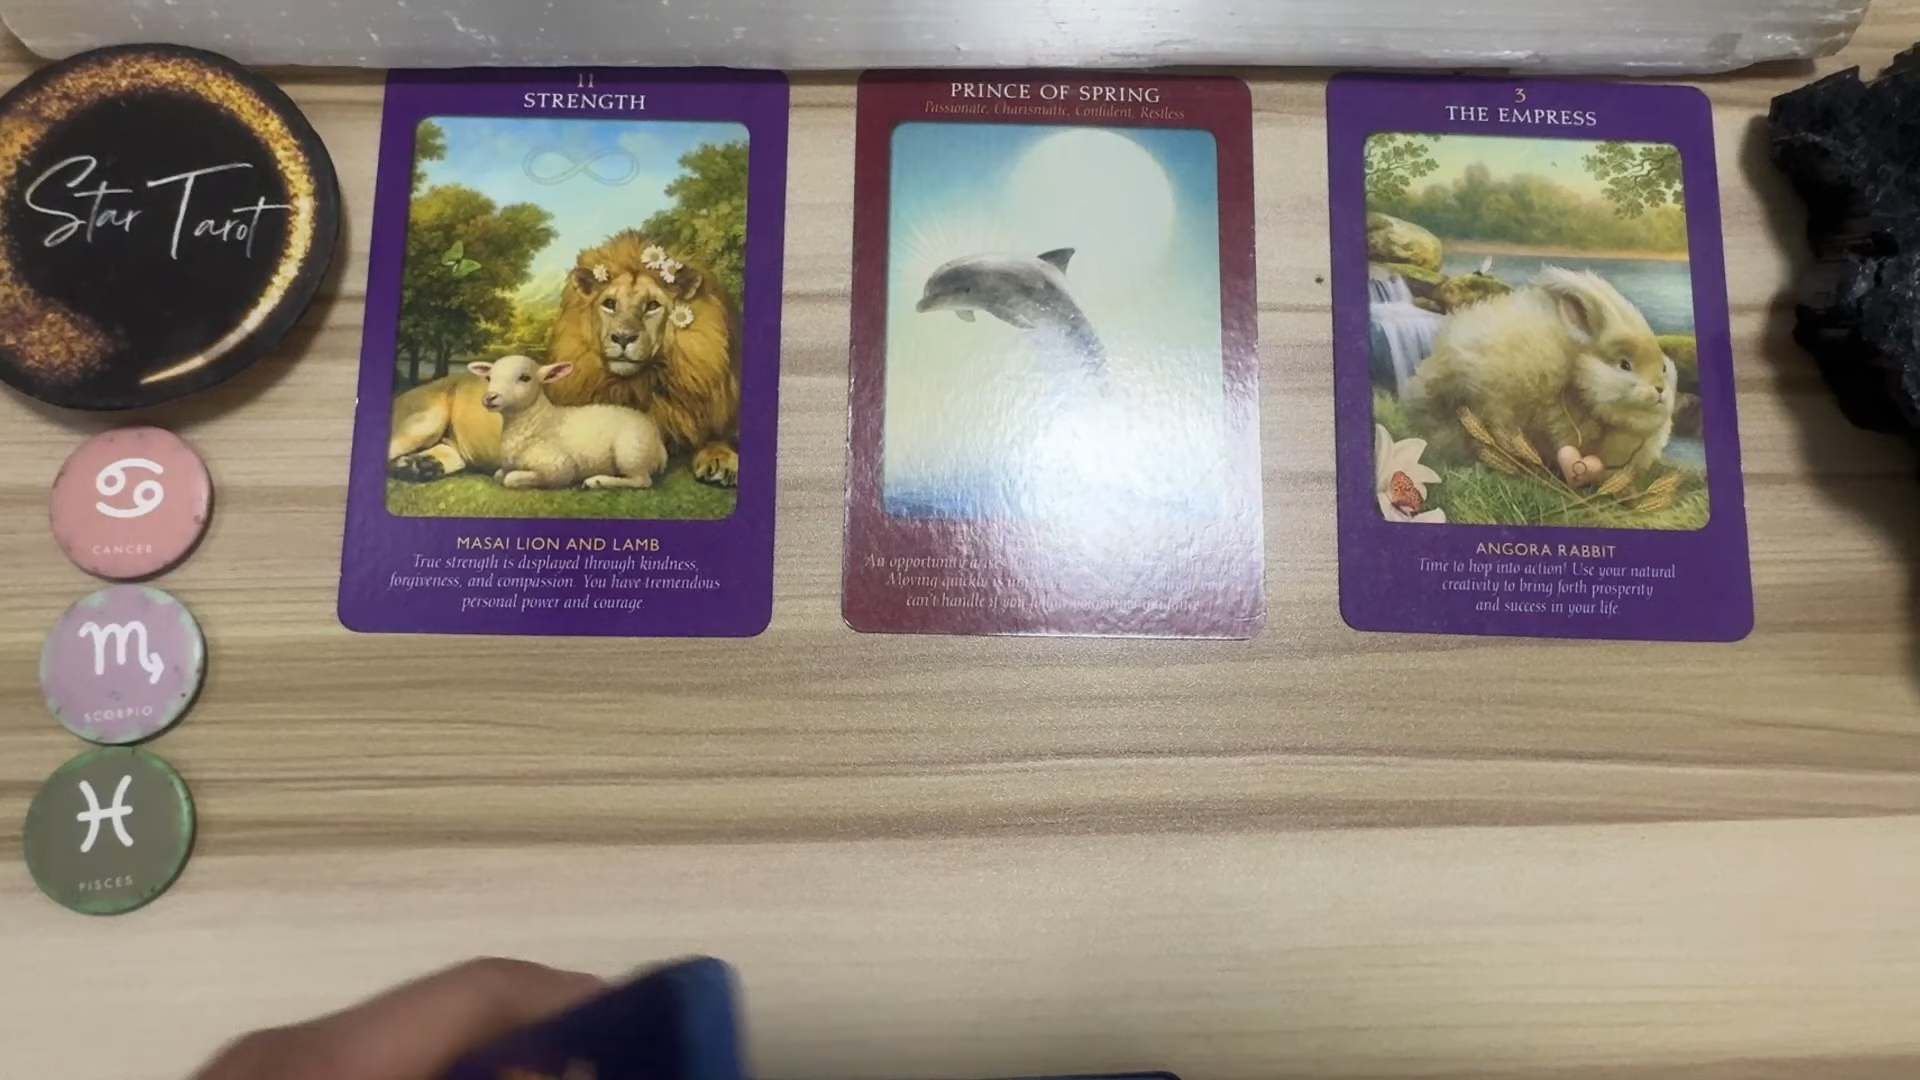 Star Tarot
CANCER
SCORPIO
PISCES
11
STRENGTH
MASAI LION AND LAMB
True strength is displayed through kindness,
forgiveness, and compassion. You have tremendous
personal power and courage.
PRINCE OF SPRING
Passionate, Charismatic, Confident, Restless
An opportunity
Moving quickly is
can't handle if you
3
THE EMPRESS
ANGORA RABBIT
Time to hop into action! Use your natural
creativity to bring forth prosperity
and success in your life.